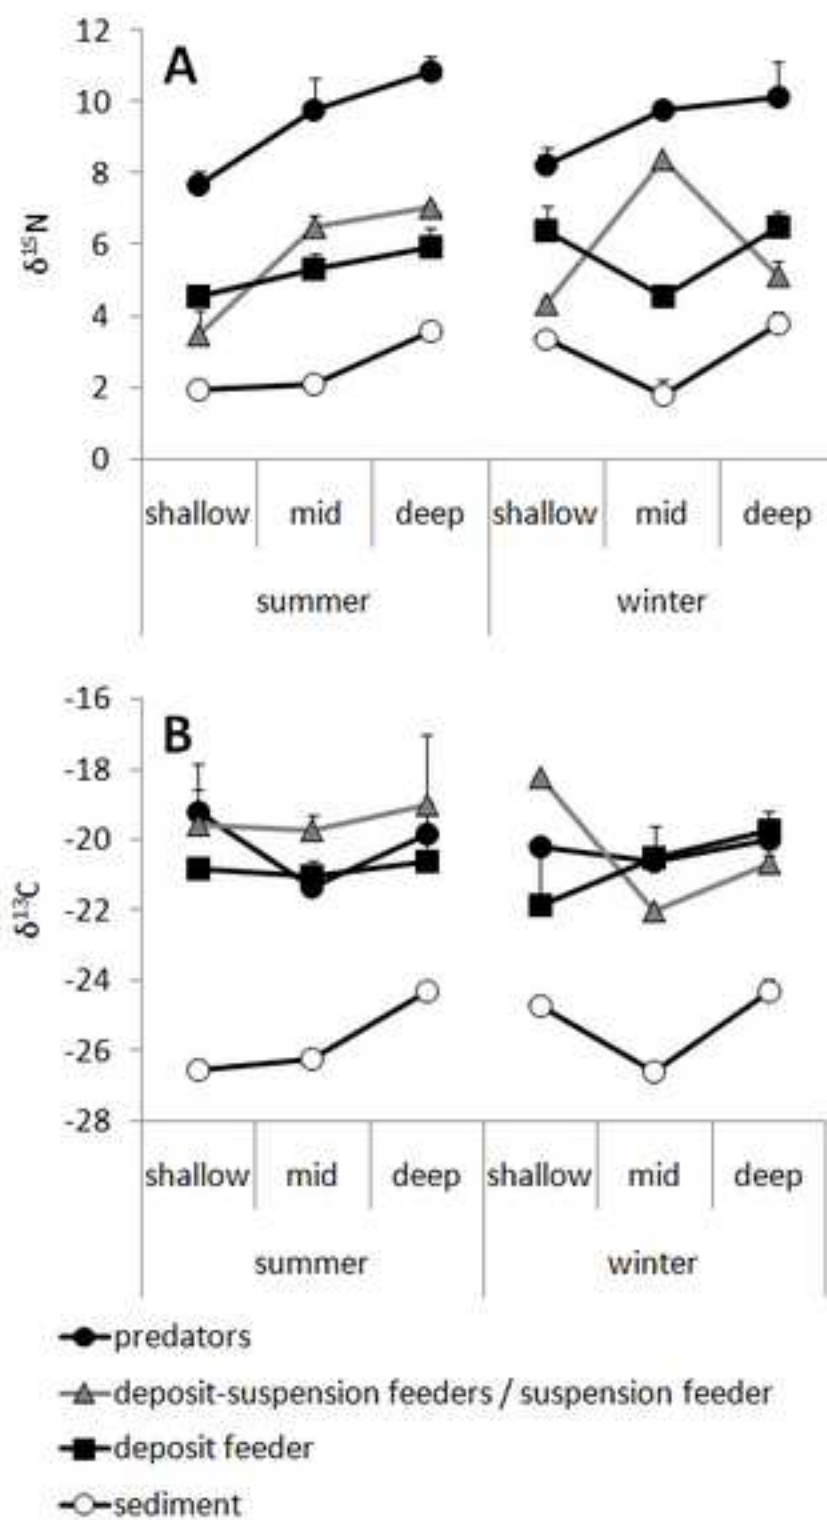 A
12
10
8
6
4
2
0
δ¹⁵N
shallow mid deep shallow mid deep
summer winter
B
-16
-18
-20
-22
-24
-26
-28
δ¹³C
shallow mid deep shallow mid deep
summer winter
predators
deposit-suspension feeders / suspension feeder
deposit feeder
sediment